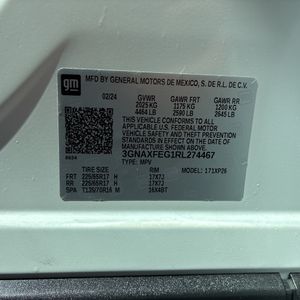 gm
MFD BY GENERAL MOTORS DE MEXICO, S. DE R.L. DE C.V.
02/24 GVWR GAWR FRT GAWR RR
2025 KG 1175 KG 1200 KG
4464 LB 2590 LB 2645 LB
THIS VEHICLE CONFORMS TO ALL
APPLICABLE U.S. FEDERAL MOTOR
VEHICLE SAFETY AND THEFT
PREVENTION STANDARDS IN EFFECT
ON THE DATE OF MANUFACTURE
SHOWN ABOVE.
3GNAXFEG1RL274467
TYPE: MPV
TIRE SIZE RIM MODEL: 171XP26
FRT 225/65R17 H 17X7J
RR 225/65R17 H 17X7J
SPA T135/70R16 M 16X4BT